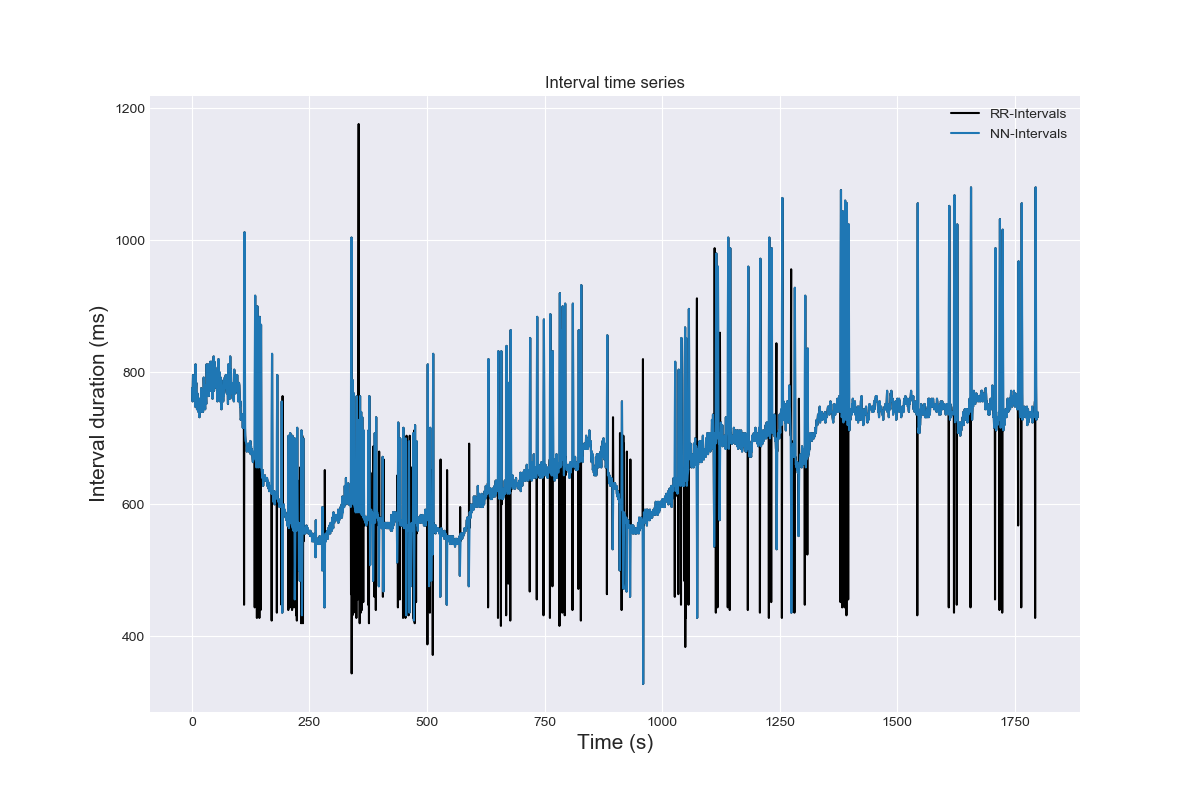 Interval time series
RR-Intervals
NN-Intervals
Interval duration (ms)
1200
1000
800
600
400
0 250 500 750 1000 1250 1500 1750
Time (s)